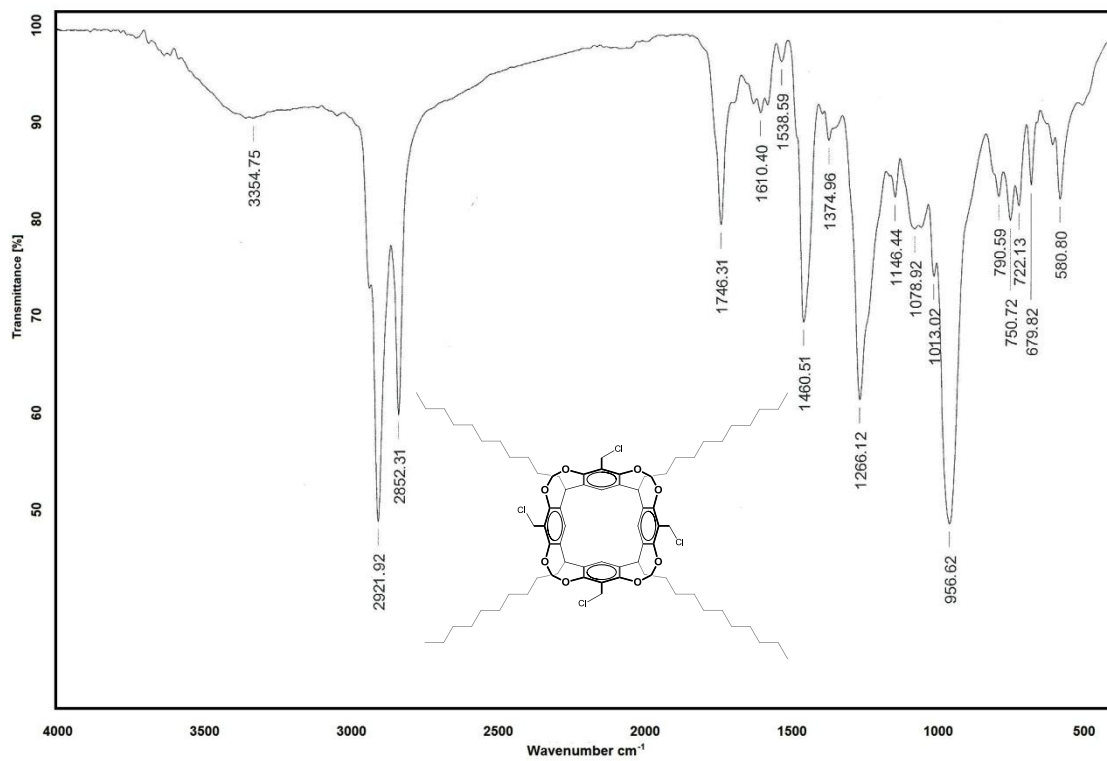 100
90
80
70
60
50
Transmittance [%]
3354.75
2921.92
2852.31
1746.31
1610.40
1538.59
1460.51
1374.96
1266.12
1146.44
1078.92
1013.02
956.62
790.59
750.72
722.13
679.82
580.80
Cl
O
O
O
O
Cl
Cl
O
O
O
O
Cl
4000
3500
3000
2500
2000
1500
1000
500
Wavenumber cm-1